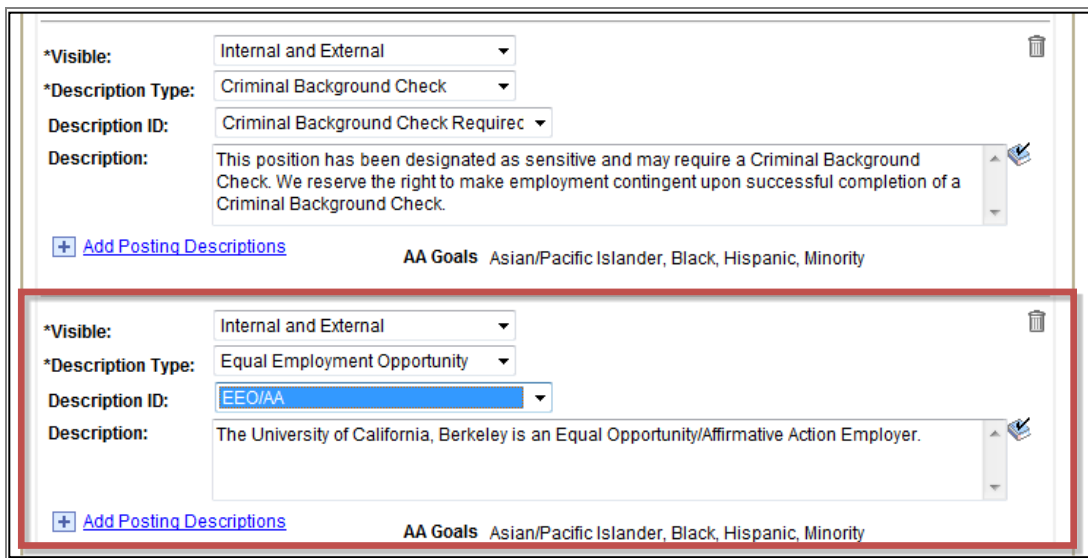 *Visible: Internal and External
*Description Type: Criminal Background Check
Description ID: Criminal Background Check Required
Description: This position has been designated as sensitive and may require a Criminal Background
Check. We reserve the right to make employment contingent upon successful completion of a
Criminal Background Check.
Add Posting Descriptions AA Goals Asian/Pacific Islander, Black, Hispanic, Minority
*Visible: Internal and External
*Description Type: Equal Employment Opportunity
Description ID: EEO/AA
Description: The University of California, Berkeley is an Equal Opportunity/Affirmative Action Employer.
Add Posting Descriptions AA Goals Asian/Pacific Islander, Black, Hispanic, Minority